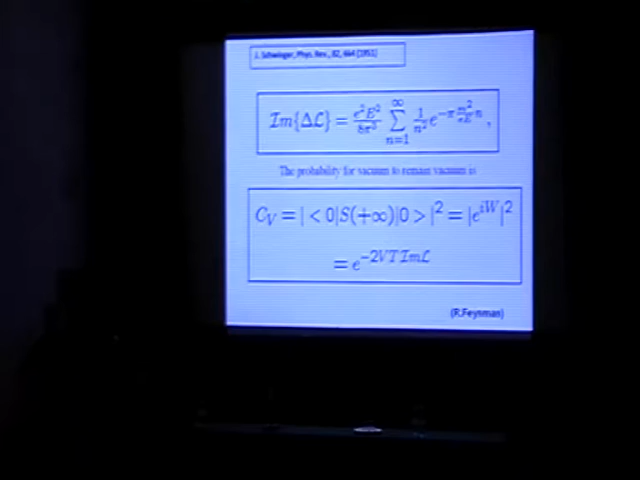 J. Schwinger, Phys. Rev., 82, 664 (1951)
Im{Δℒ} = e²E²/8π³ ∑_{n=1}^{∞} 1/n² e^{−π m²/eE n},
The probability for vacuum to remain vacuum is
C_V = | < 0|S(+∞)|0 > |² = |e^{iW}|²
= e^{−2VT Imℒ}
(R.Feynman)